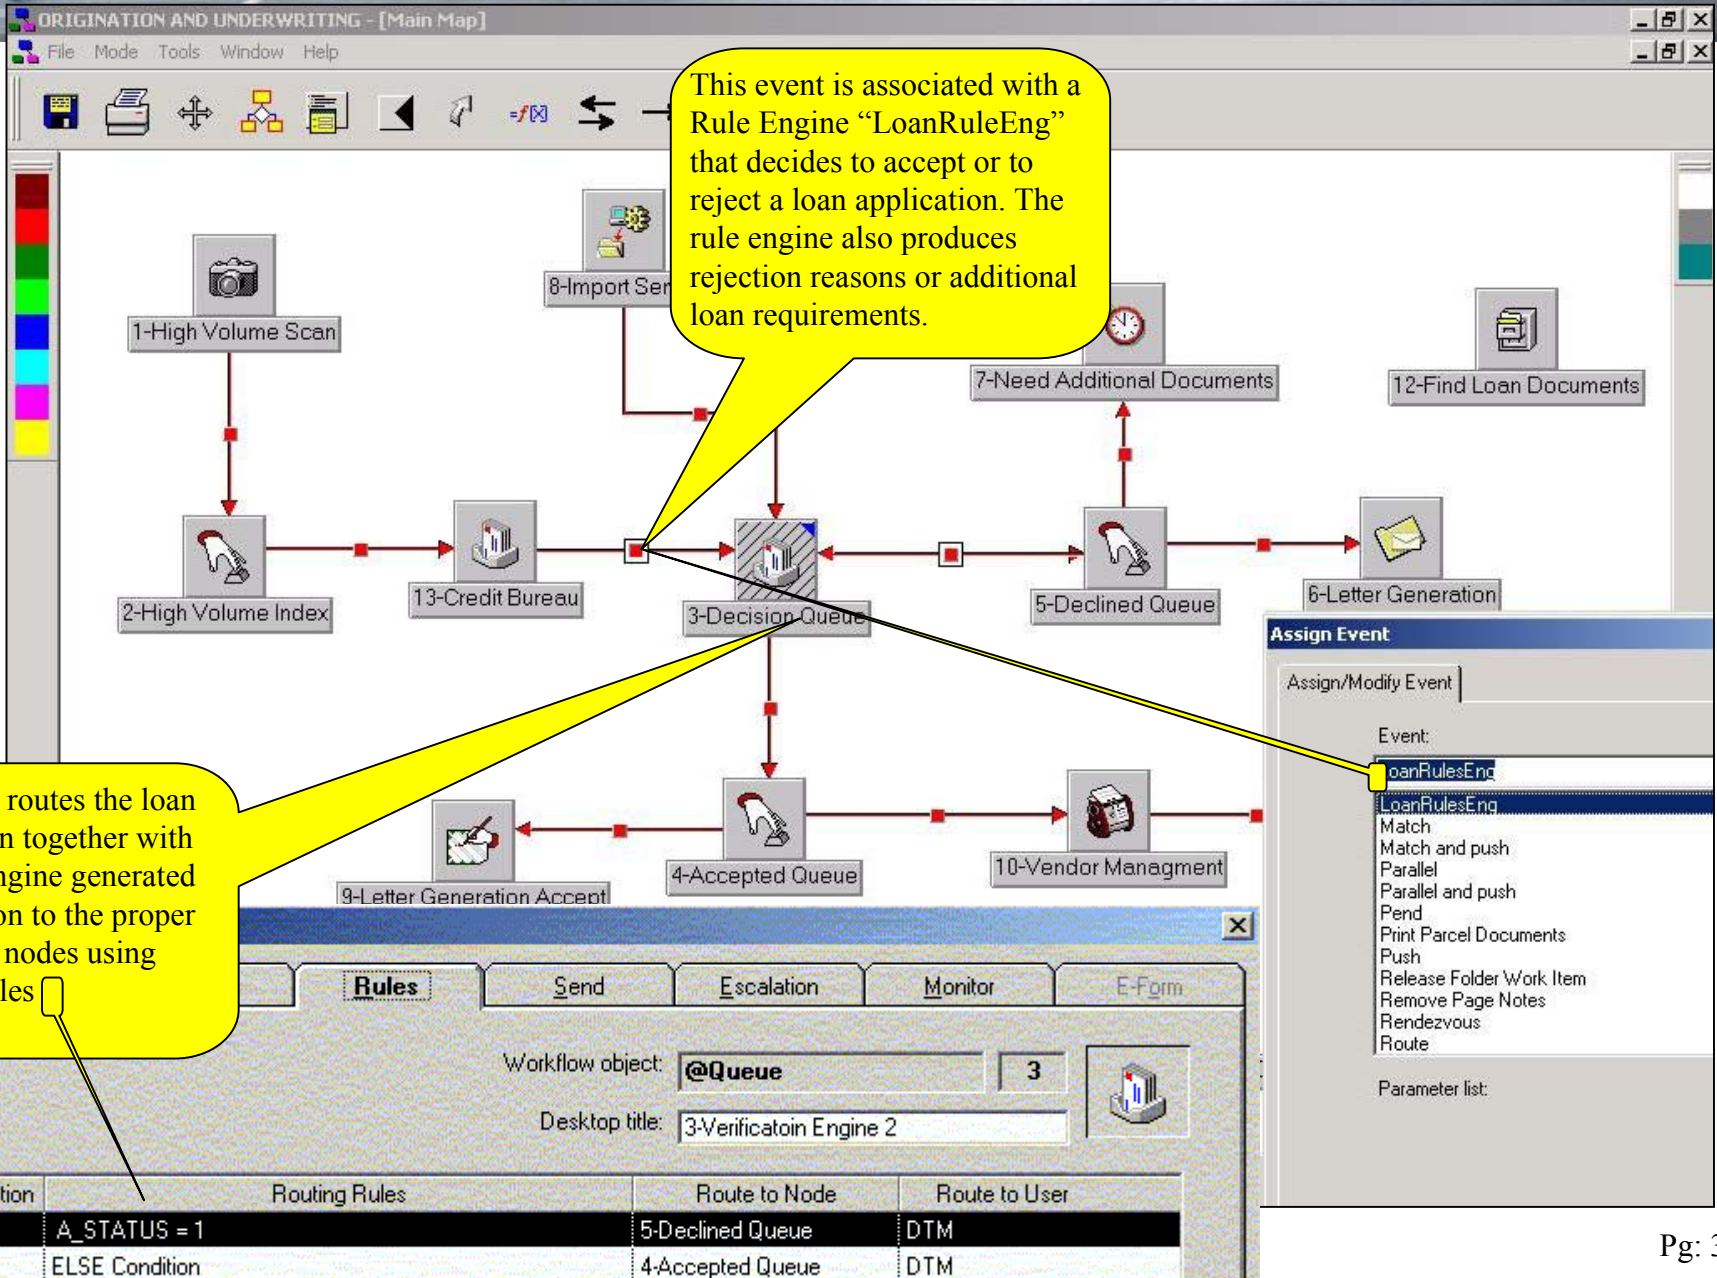 ORIGINATION AND UNDERWRITING - [Main Map]
File Mode Tools Window Help
=f(x)
This event is associated with a
Rule Engine “LoanRuleEng”
that decides to accept or to
reject a loan application. The
rule engine also produces
rejection reasons or additional
loan requirements.
1-High Volume Scan
8-Import Ser
7-Need Additional Documents
12-Find Loan Documents
2-High Volume Index
13-Credit Bureau
3-Decision Queue
5-Declined Queue
6-Letter Generation
Assign Event
Assign/Modify Event
Event:
oanRulesEng
LoanRulesEng
Match
Match and push
Parallel
Parallel and push
Pend
Print Parcel Documents
Push
Release Folder Work Item
Remove Page Notes
Rendezvous
Route
Parameter list:
routes the loan
n together with
ngine generated
on to the proper
nodes using
les
9-Letter Generation Accept
4-Accepted Queue
10-Vendor Managment
Rules Send Escalation Monitor E-Form
Workflow object: @Queue 3
Desktop title: 3-Verificatoin Engine 2
tion Routing Rules Route to Node Route to User
A_STATUS = 1 5-Declined Queue DTM
ELSE Condition 4-Accepted Queue DTM
Pg: 3